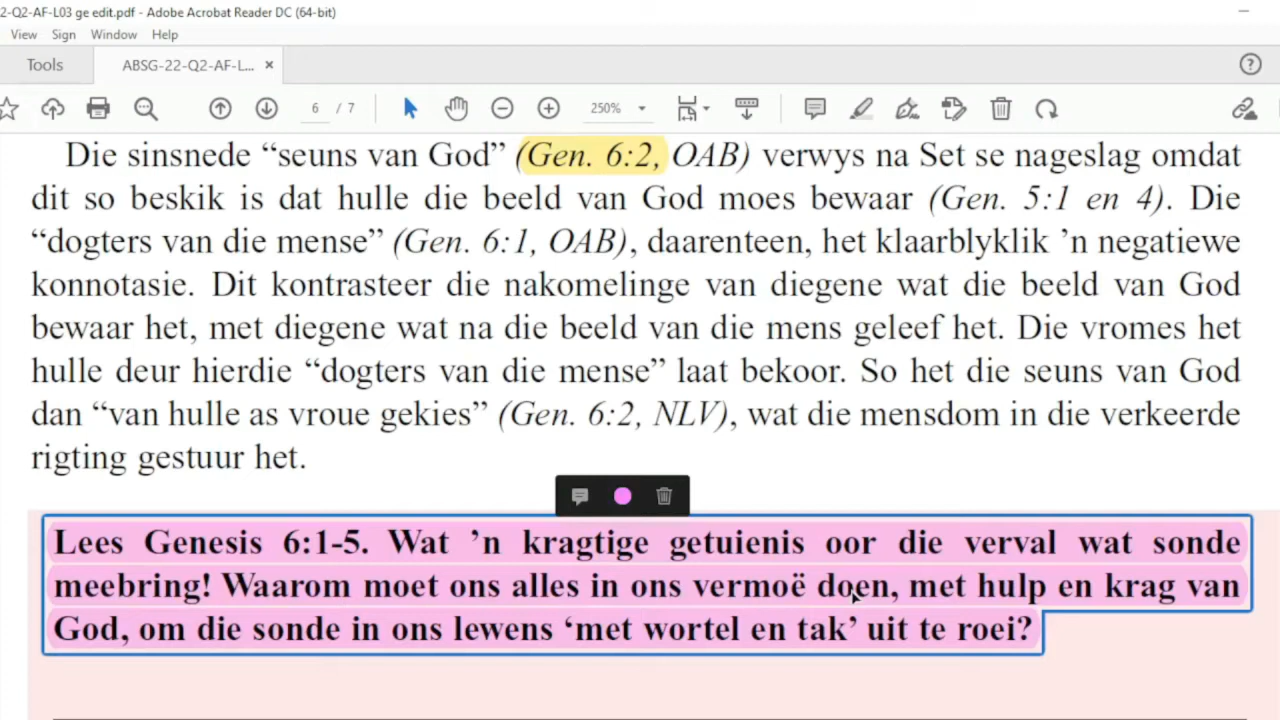 2-Q2-AF-L03 ge edit.pdf - Adobe Acrobat Reader DC (64-bit)
View Sign Window Help
Tools ABSG-22-Q2-AF-L... ×
6 / 7 250%
Die sinsnede “seuns van God” (Gen. 6:2, OAB) verwys na Set se nageslag omdat
dit so beskik is dat hulle die beeld van God moes bewaar (Gen. 5:1 en 4). Die
“dogters van die mense” (Gen. 6:1, OAB), daarenteen, het klaarblyklik ’n negatiewe
konnotasie. Dit kontrasteer die nakomelinge van diegene wat die beeld van God
bewaar het, met diegene wat na die beeld van die mens geleef het. Die vromes het
hulle deur hierdie “dogters van die mense” laat bekoor. So het die seuns van God
dan “van hulle as vroue gekies” (Gen. 6:2, NLV), wat die mensdom in die verkeerde
rigting gestuur het.
Lees Genesis 6:1-5. Wat ’n kragtige getuienis oor die verval wat sonde
meebring! Waarom moet ons alles in ons vermoë doen, met hulp en krag van
God, om die sonde in ons lewens ‘met wortel en tak’ uit te roei?